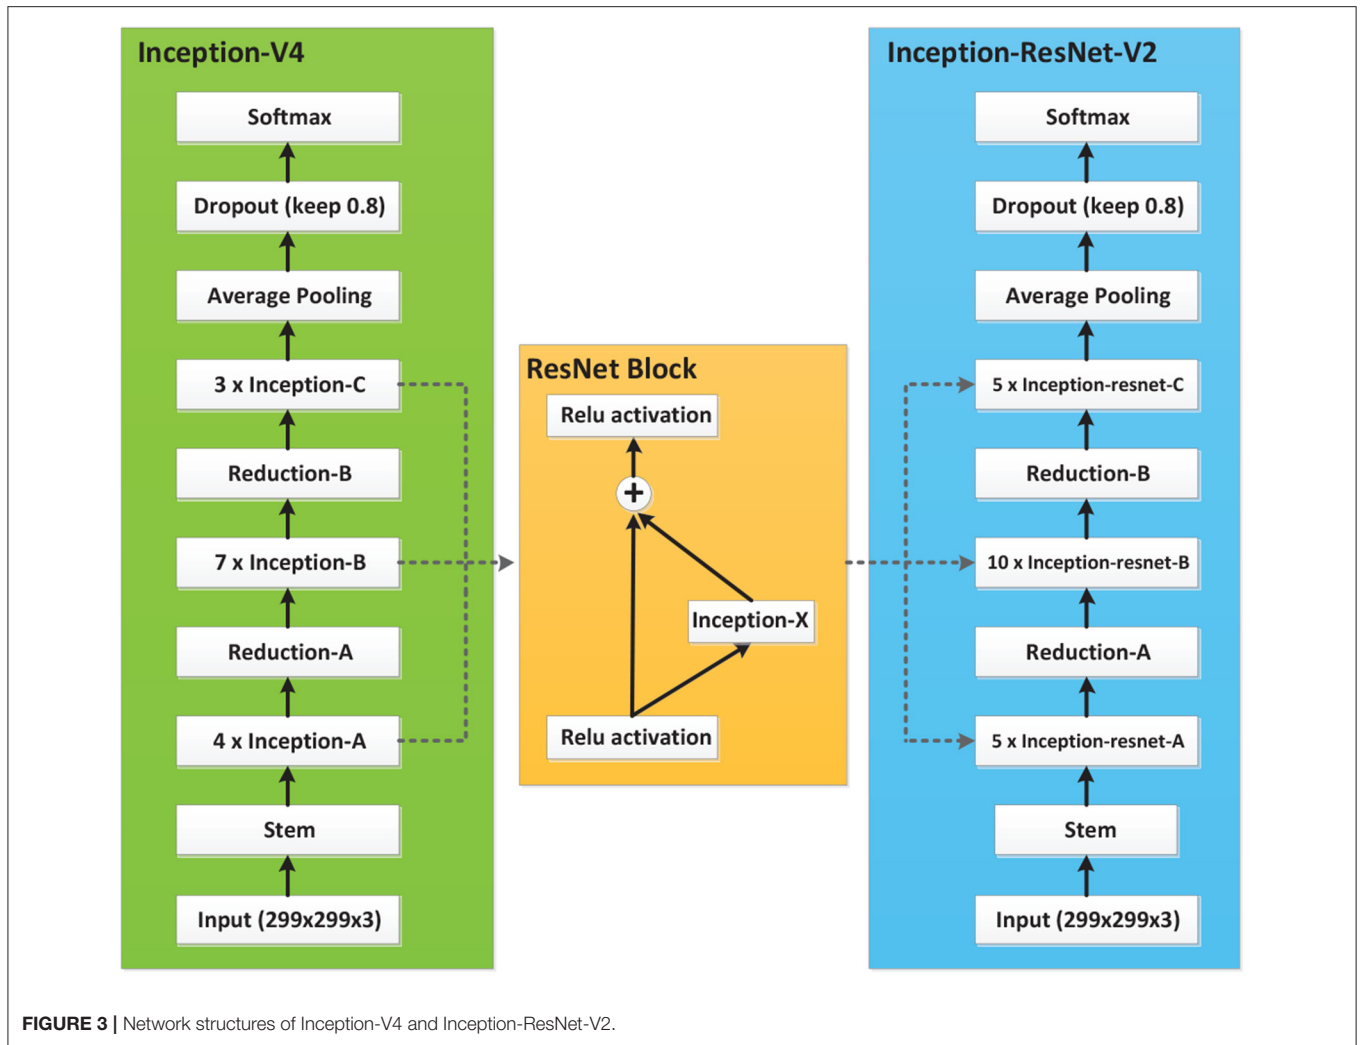 Inception-V4
Softmax
Dropout (keep 0.8)
Average Pooling
3 x Inception-C
Reduction-B
7 x Inception-B
Reduction-A
4 x Inception-A
Stem
Input (299x299x3)
ResNet Block
Relu activation
+
Inception-X
Relu activation
Inception-ResNet-V2
Softmax
Dropout (keep 0.8)
Average Pooling
5 x Inception-resnet-C
Reduction-B
10 x Inception-resnet-B
Reduction-A
5 x Inception-resnet-A
Stem
Input (299x299x3)
FIGURE 3 | Network structures of Inception-V4 and Inception-ResNet-V2.